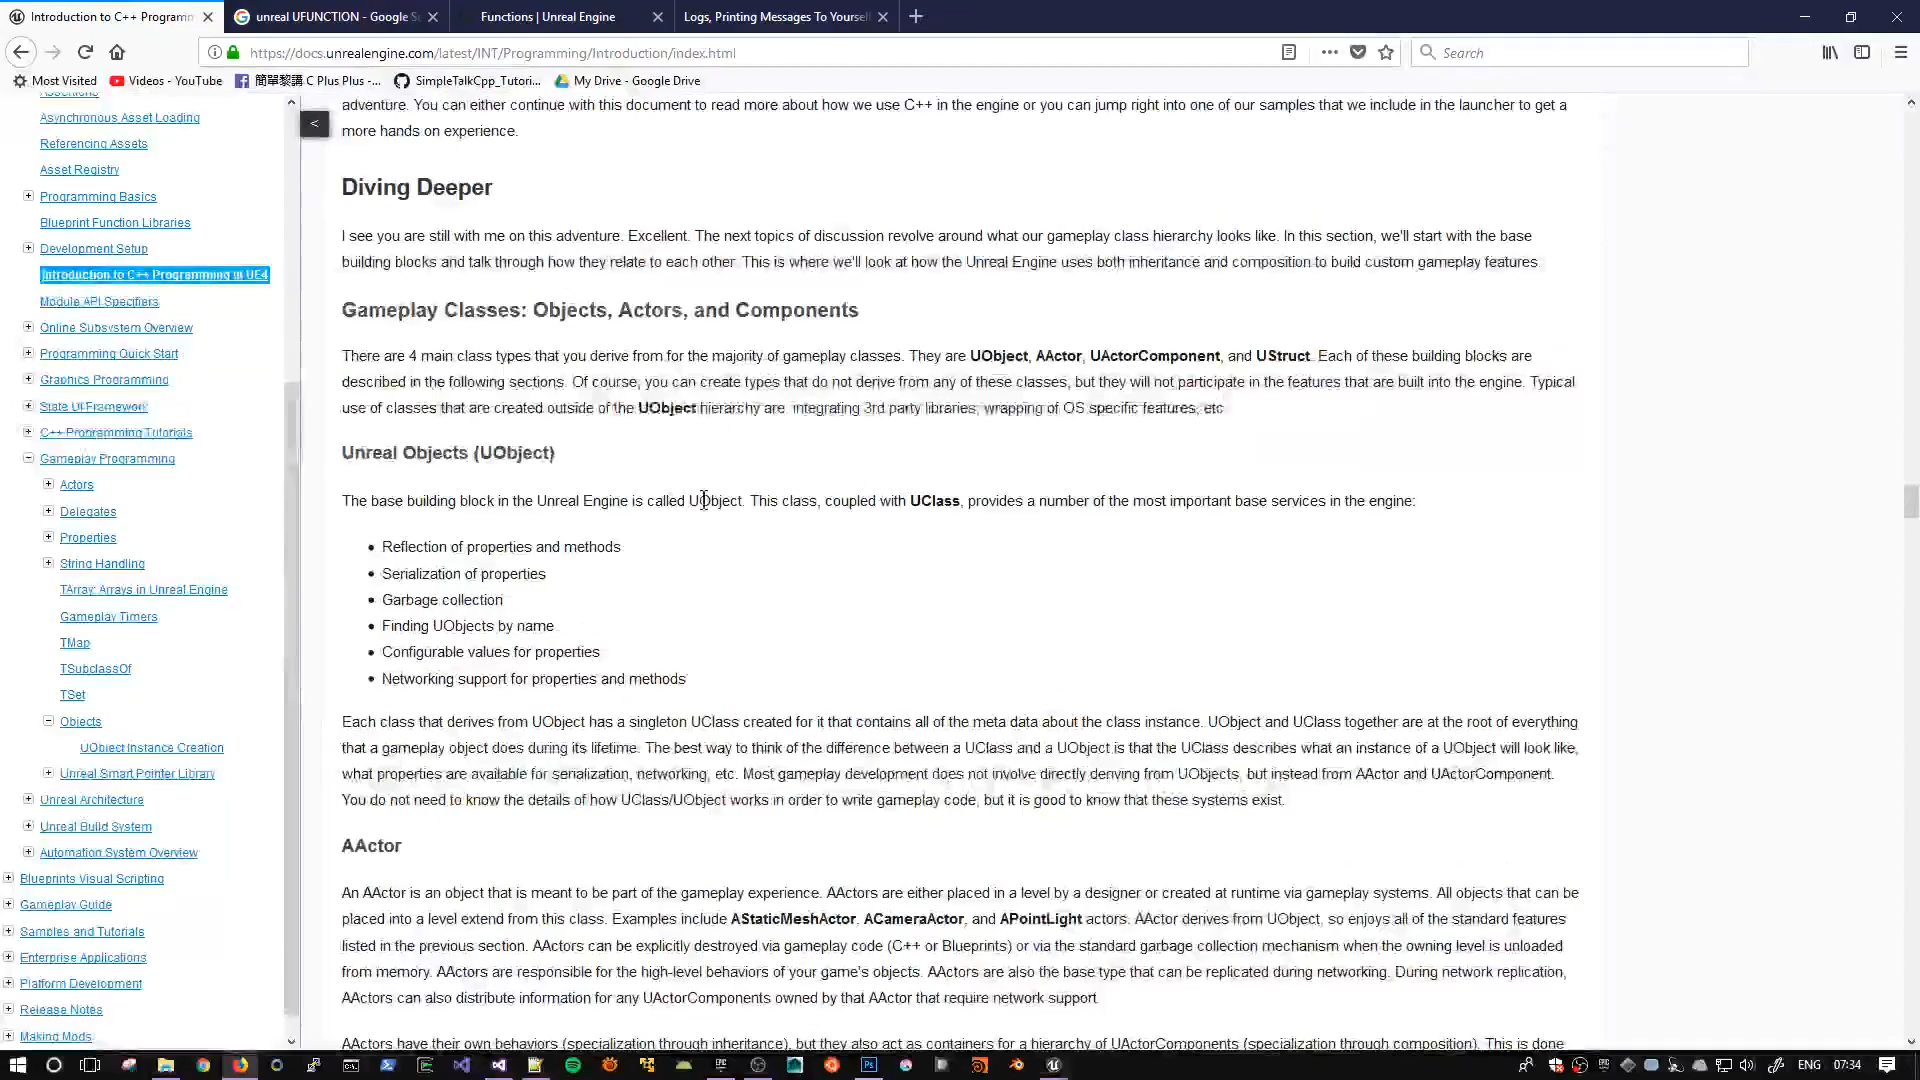 Introduction to C++ Programm
unreal UFUNCTION - Google S
Functions | Unreal Engine
Logs, Printing Messages To Yourself
https://docs.unrealengine.com/latest/INT/Programming/Introduction/index.html
Search
Most Visited
Videos - YouTube
簡單黎講 C Plus Plus -...
SimpleTalkCpp_Tutori...
My Drive - Google Drive
Assertions
Asynchronous Asset Loading
Referencing Assets
Asset Registry
Programming Basics
Blueprint Function Libraries
Development Setup
Introduction to C++ Programming in UE4
Module API Specifiers
Online Subsystem Overview
Programming Quick Start
Graphics Programming
State UI Framework
C++ Programming Tutorials
Gameplay Programming
Actors
Delegates
Properties
String Handling
TArray: Arrays in Unreal Engine
Gameplay Timers
TMap
TSubclassOf
TSet
Objects
UObject Instance Creation
Unreal Smart Pointer Library
Unreal Architecture
Unreal Build System
Automation System Overview
Blueprints Visual Scripting
Gameplay Guide
Samples and Tutorials
Enterprise Applications
Platform Development
Release Notes
Making Mods
<
adventure. You can either continue with this document to read more about how we use C++ in the engine or you can jump right into one of our samples that we include in the launcher to get a
more hands on experience.
Diving Deeper
I see you are still with me on this adventure. Excellent. The next topics of discussion revolve around what our gameplay class hierarchy looks like. In this section, we'll start with the base
building blocks and talk through how they relate to each other. This is where we'll look at how the Unreal Engine uses both inheritance and composition to build custom gameplay features.
Gameplay Classes: Objects, Actors, and Components
There are 4 main class types that you derive from for the majority of gameplay classes. They are UObject, AActor, UActorComponent, and UStruct. Each of these building blocks are
described in the following sections. Of course, you can create types that do not derive from any of these classes, but they will not participate in the features that are built into the engine. Typical
use of classes that are created outside of the UObject hierarchy are: integrating 3rd party libraries, wrapping of OS specific features, etc
Unreal Objects (UObject)
The base building block in the Unreal Engine is called UObject. This class, coupled with UClass, provides a number of the most important base services in the engine:
Reflection of properties and methods
Serialization of properties
Garbage collection
Finding UObjects by name
Configurable values for properties
Networking support for properties and methods
Each class that derives from UObject has a singleton UClass created for it that contains all of the meta data about the class instance. UObject and UClass together are at the root of everything
that a gameplay object does during its lifetime. The best way to think of the difference between a UClass and a UObject is that the UClass describes what an instance of a UObject will look like,
what properties are available for serialization, networking, etc. Most gameplay development does not involve directly deriving from UObjects, but instead from AActor and UActorComponent.
You do not need to know the details of how UClass/UObject works in order to write gameplay code, but it is good to know that these systems exist.
AActor
An AActor is an object that is meant to be part of the gameplay experience. AActors are either placed in a level by a designer or created at runtime via gameplay systems. All objects that can be
placed into a level extend from this class. Examples include AStaticMeshActor, ACameraActor, and APointLight actors. AActor derives from UObject, so enjoys all of the standard features
listed in the previous section. AActors can be explicitly destroyed via gameplay code (C++ or Blueprints) or via the standard garbage collection mechanism when the owning level is unloaded
from memory. AActors are responsible for the high-level behaviors of your game's objects. AActors are also the base type that can be replicated during networking. During network replication,
AActors can also distribute information for any UActorComponents owned by that AActor that require network support
AActors have their own behaviors (specialization through inheritance), but they also act as containers for a hierarchy of UActorComponents (specialization through composition). This is done
ENG
07:34